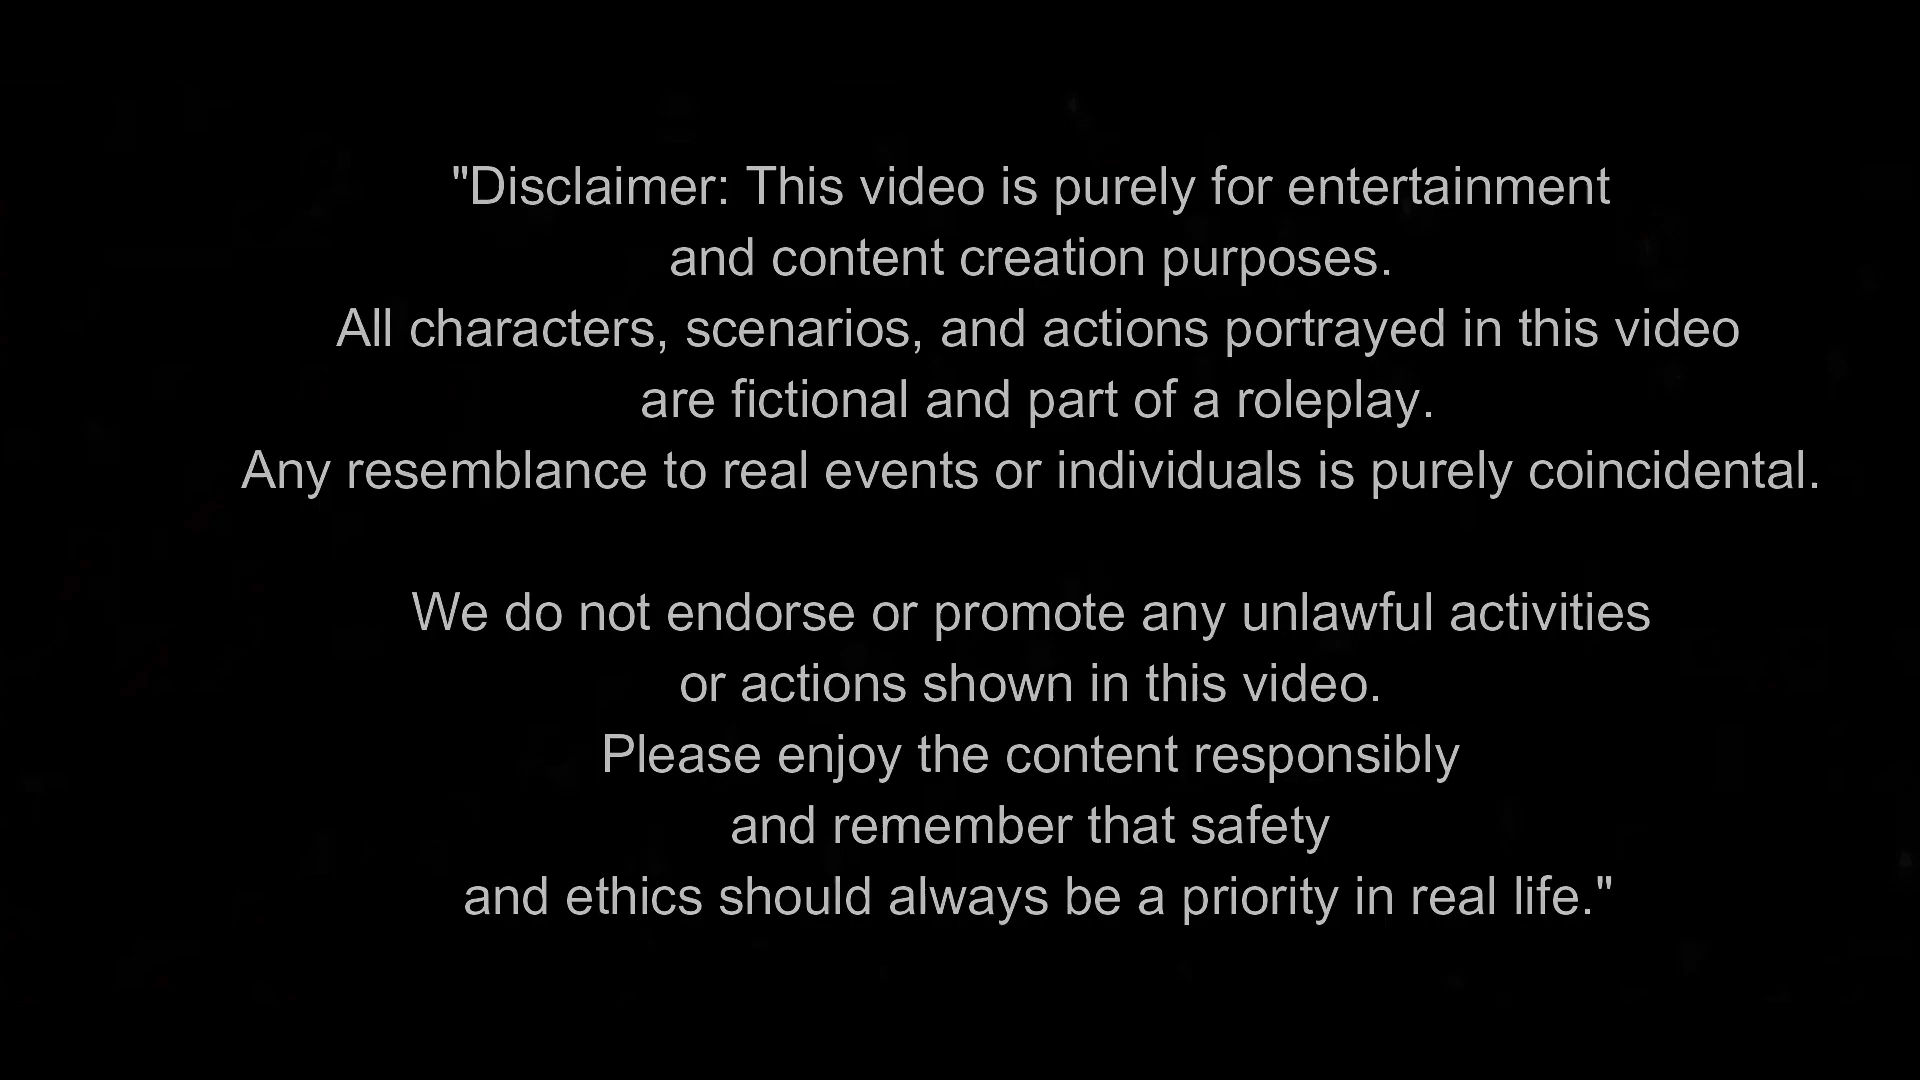 "Disclaimer: This video is purely for entertainment
and content creation purposes.
All characters, scenarios, and actions portrayed in this video
are fictional and part of a roleplay.
Any resemblance to real events or individuals is purely coincidental.
We do not endorse or promote any unlawful activities
or actions shown in this video.
Please enjoy the content responsibly
and remember that safety
and ethics should always be a priority in real life."